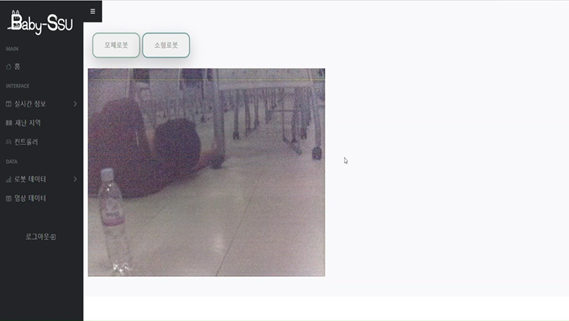 Baby-Ssu
모체로봇
소형로봇
MAIN
홈
INTERFACE
실시간 정보
재난 지역
컨트롤러
DATA
로봇 데이터
영상 데이터
로그아웃